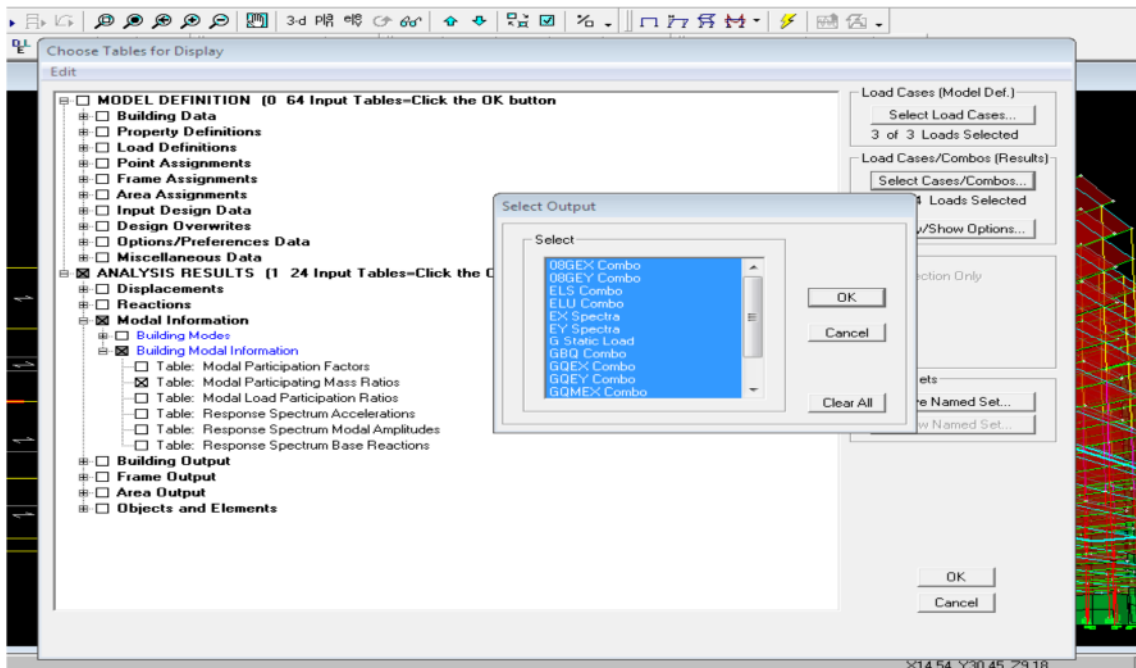 3-d
Choose Tables for Display
Edit
MODEL DEFINITION (0 64 Input Tables=Click the OK button
Building Data
Property Definitions
Load Definitions
Point Assignments
Frame Assignments
Area Assignments
Input Design Data
Design Overwrites
Options/Preferences Data
Miscellaneous Data
ANALYSIS RESULTS (1 24 Input Tables=Click the
Displacements
Reactions
Modal Information
Building Modes
Building Modal Information
Table: Modal Participation Factors
Table: Modal Participating Mass Ratios
Table: Modal Load Participation Ratios
Table: Response Spectrum Accelerations
Table: Response Spectrum Modal Amplitudes
Table: Response Spectrum Base Reactions
Building Output
Frame Output
Area Output
Objects and Elements
Load Cases (Model Def.)
Select Load Cases...
3 of 3 Loads Selected
Load Cases/Combos (Results)
Select Cases/Combos...
4 Loads Selected
w/Show Options...
ection Only
ets
e Named Set...
w Named Set...
OK
Cancel
Select Output
Select
08GEX Combo
08GEY Combo
ELS Combo
ELU Combo
EX Spectra
EY Spectra
G Static Load
GBQ Combo
GQEX Combo
GQEY Combo
GQMEX Combo
OK
Cancel
Clear All
X14.54 Y30.45 Z9.18